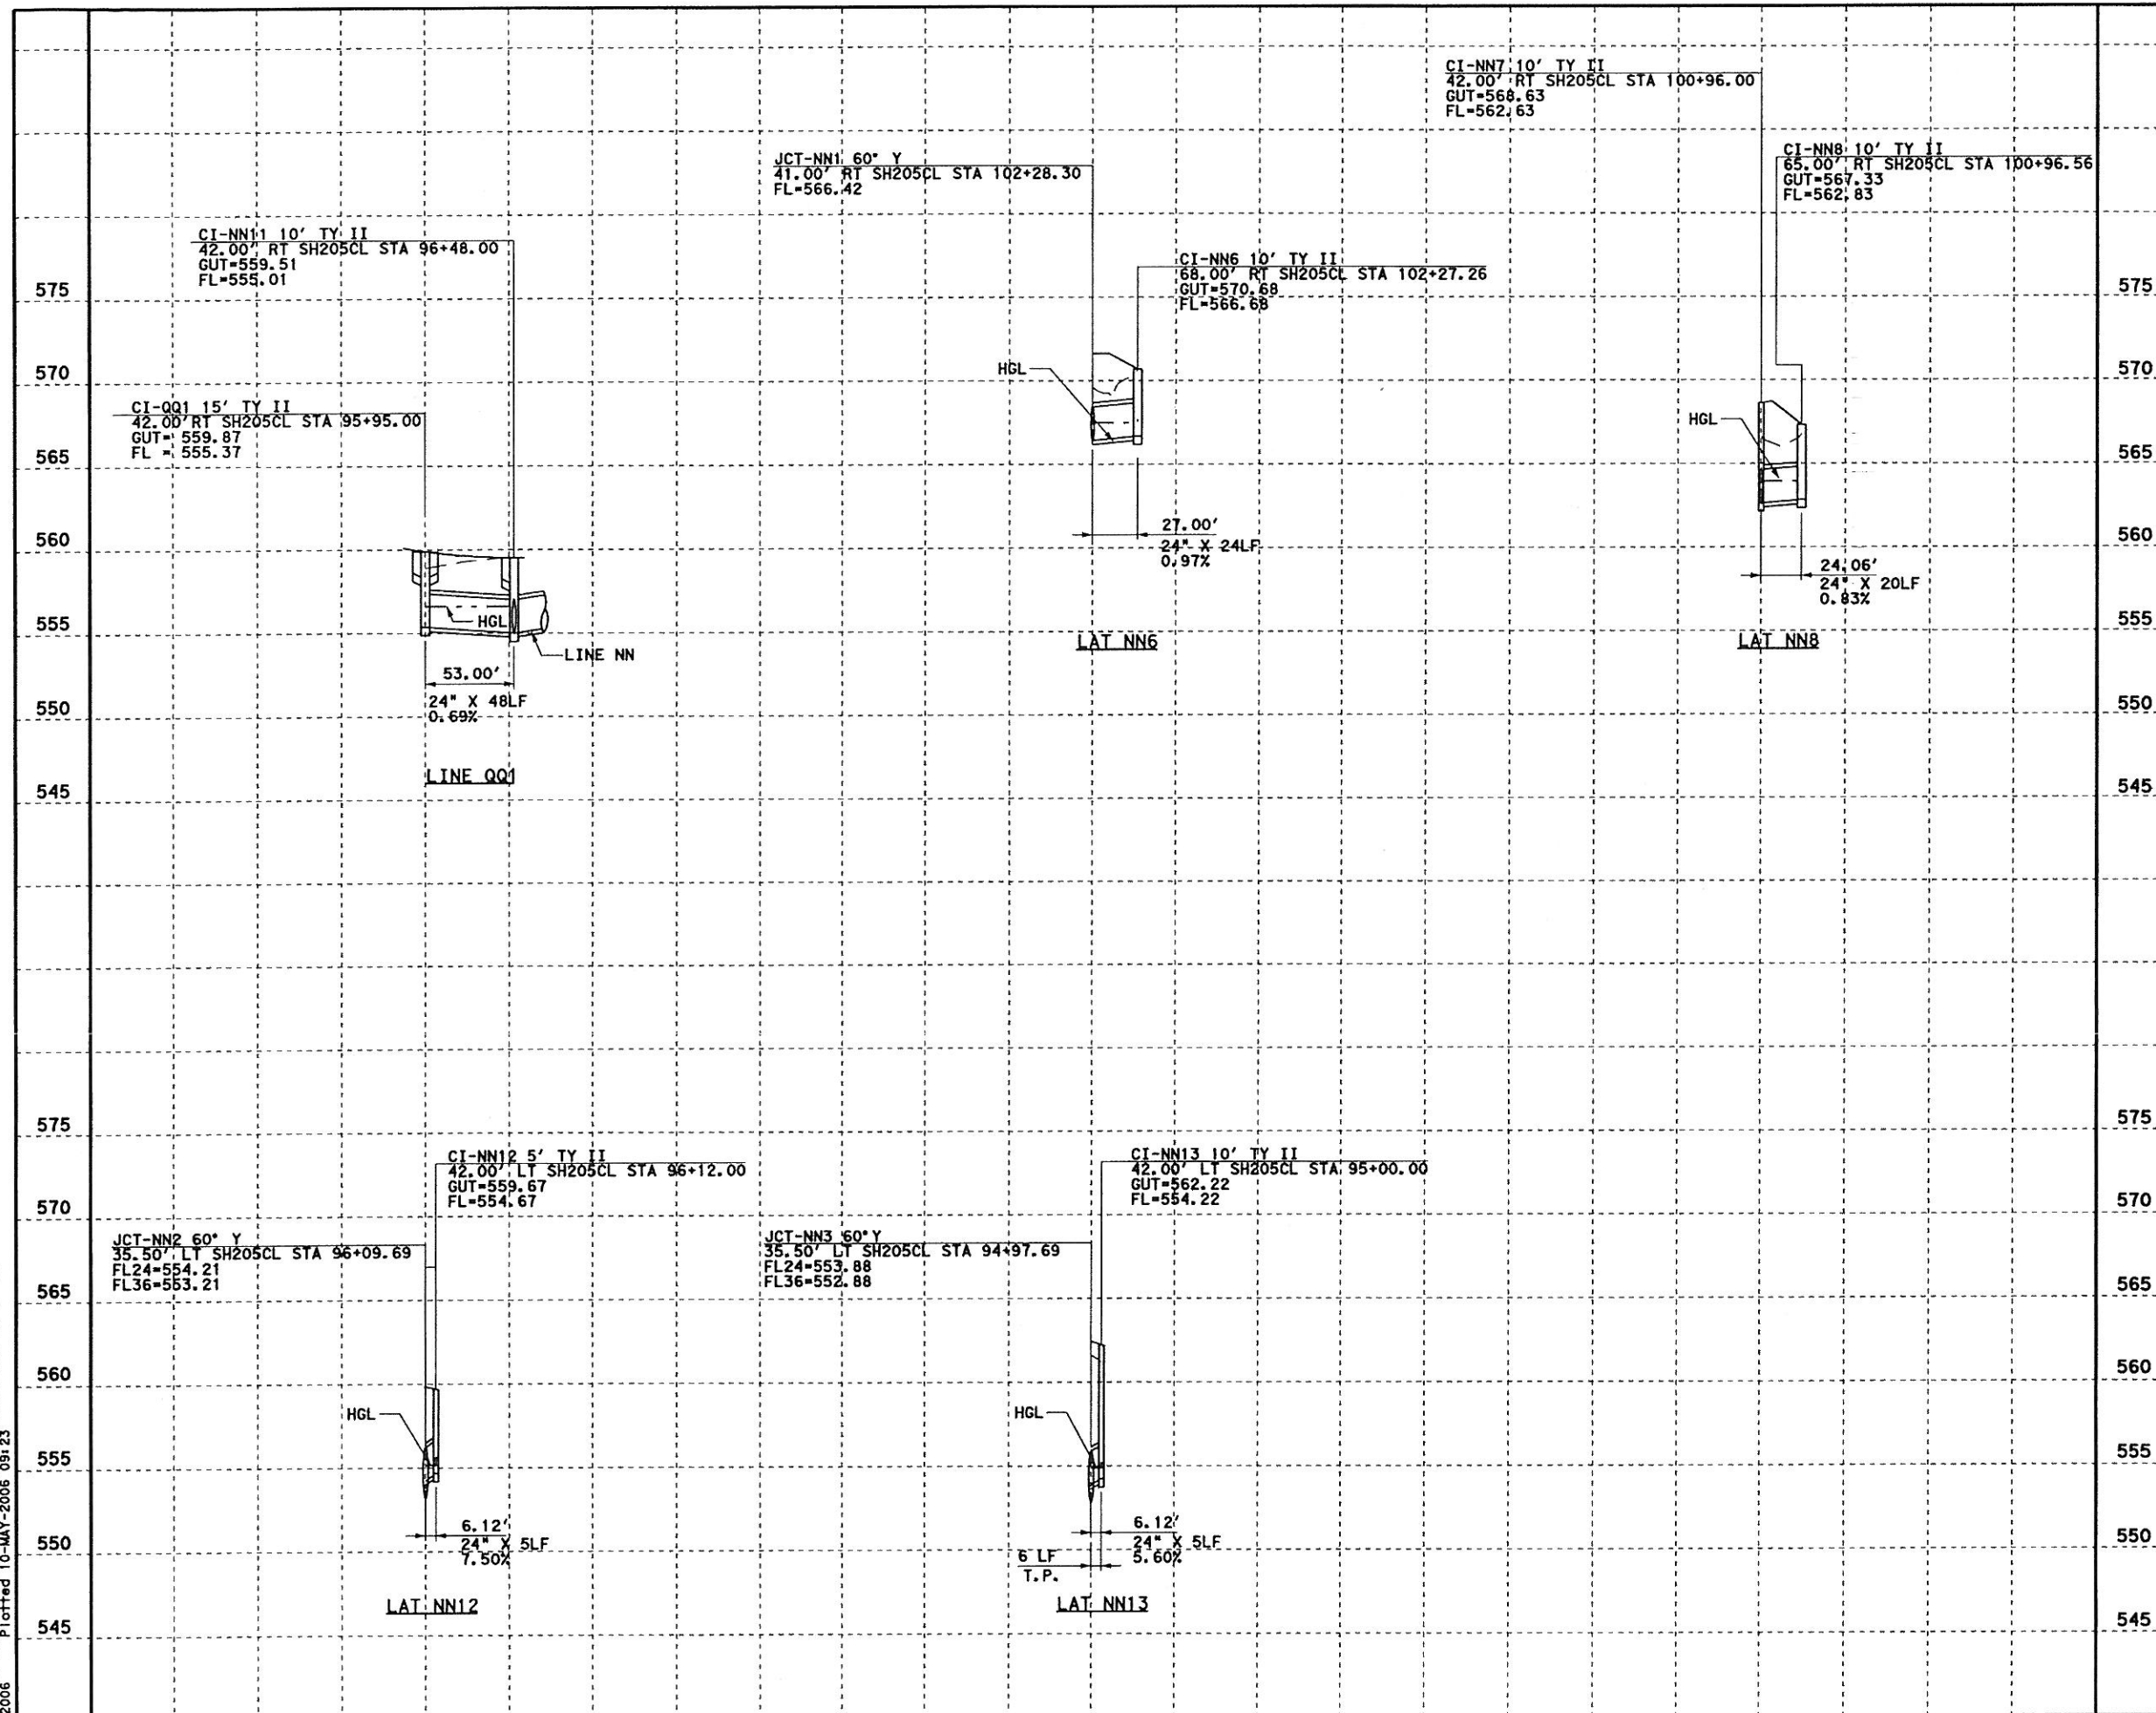 CI-NN7 10' TY II
42.00' RT SH205CL STA 100+96.00
GUT=568.63
FL=562.63
CI-NN8 10' TY II
65.00' RT SH205CL STA 100+96.56
GUT=567.33
FL=562.83
JCT-NN1 60° Y
41.00' RT SH205CL STA 102+28.30
FL=566.42
CI-NN11 10' TY II
42.00' RT SH205CL STA 96+48.00
GUT=559.51
FL=555.01
CI-NN6 10' TY II
68.00' RT SH205CL STA 102+27.26
GUT=570.68
FL=566.68
575
575
HGL
570
570
CI-QQ1 15' TY II
42.00'RT SH205CL STA 95+95.00
GUT= 559.87
FL = 555.37
HGL
565
565
27.00'
24" X 24LF
0.97%
560
560
24.06'
24" X 20LF
0.83%
HGL
555
555
LINE NN
LAT NN6
LAT NN8
53.00'
24" X 48LF
0.69%
550
550
LINE QQ1
545
545
575
575
CI-NN12 5' TY II
42.00' LT SH205CL STA 96+12.00
GUT=559.67
FL=554.67
CI-NN13 10' TY II
42.00' LT SH205CL STA 95+00.00
GUT=562.22
FL=554.22
570
570
JCT-NN2 60° Y
35.50' LT SH205CL STA 96+09.69
FL24=554.21
FL36=553.21
JCT-NN3 60°Y
35.50' LT SH205CL STA 94+97.69
FL24=553.88
FL36=552.88
565
565
560
560
HGL
HGL
555
555
6.12'
24" X 5LF
7.50%
6.12'
24" X 5LF
5.60%
6 LF
T.P.
550
550
LAT NN12
LAT NN13
545
545
Plotted 10-MAY-2006 09:23
2006